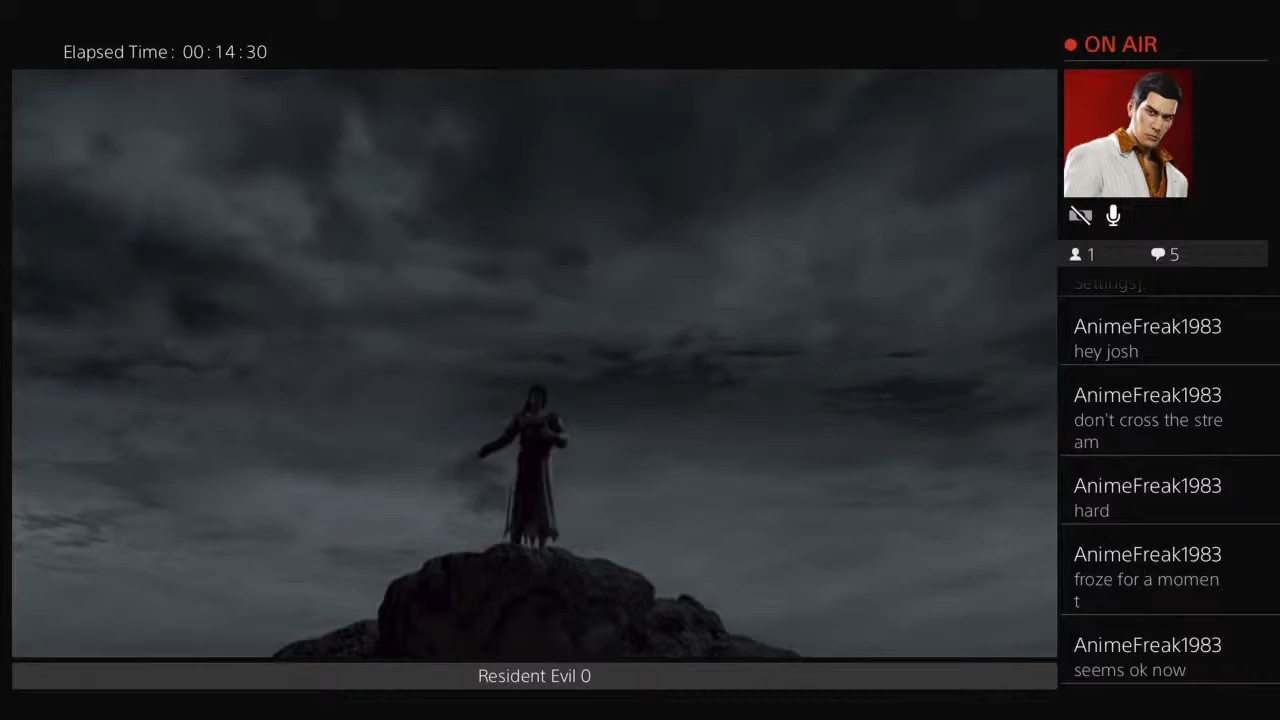 Elapsed Time: 00:14:30
ON AIR
1 5
Settings].
AnimeFreak1983
hey josh
AnimeFreak1983
don't cross the stre
am
AnimeFreak1983
hard
AnimeFreak1983
froze for a momen
t
AnimeFreak1983
seems ok now
Resident Evil 0